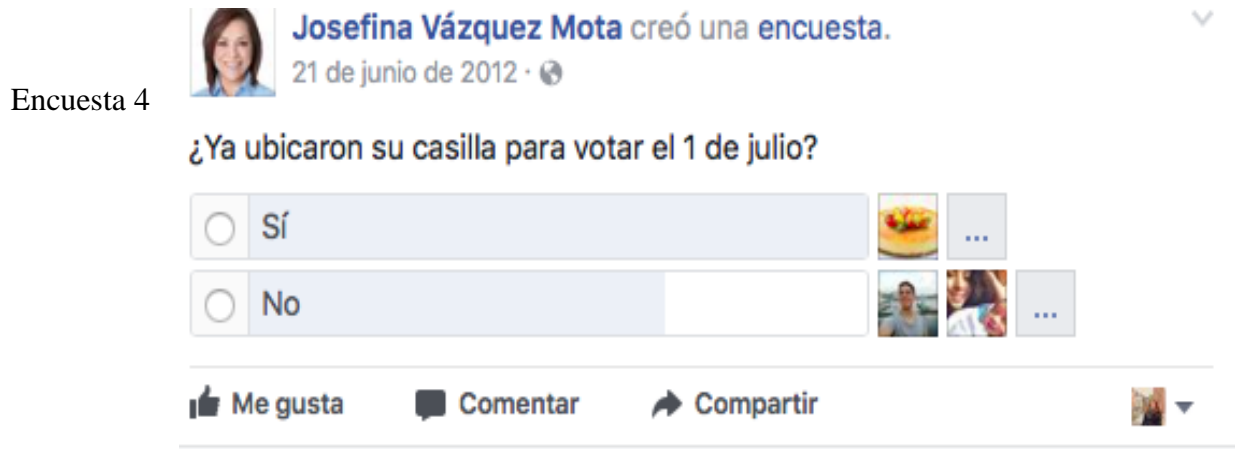 Josefina Vázquez Mota creó una encuesta.
21 de junio de 2012 ·
Encuesta 4
¿Ya ubicaron su casilla para votar el 1 de julio?
Sí
...
No
...
Me gusta Comentar Compartir